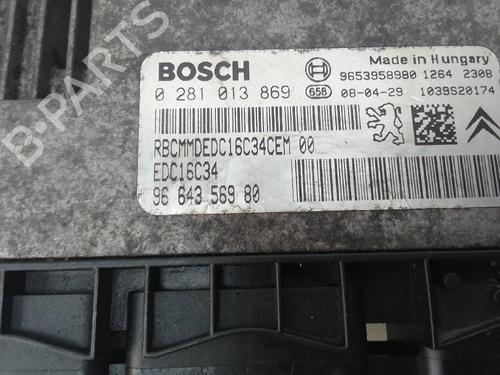 BOSCH
Made in Hungary
9653958980 1264 2308
0 281 013 869 658 08-04-29 1039S20174
RBCMMDEDC16C34CEM 00
EDC16C34
96 643 569 80
B-PARTS